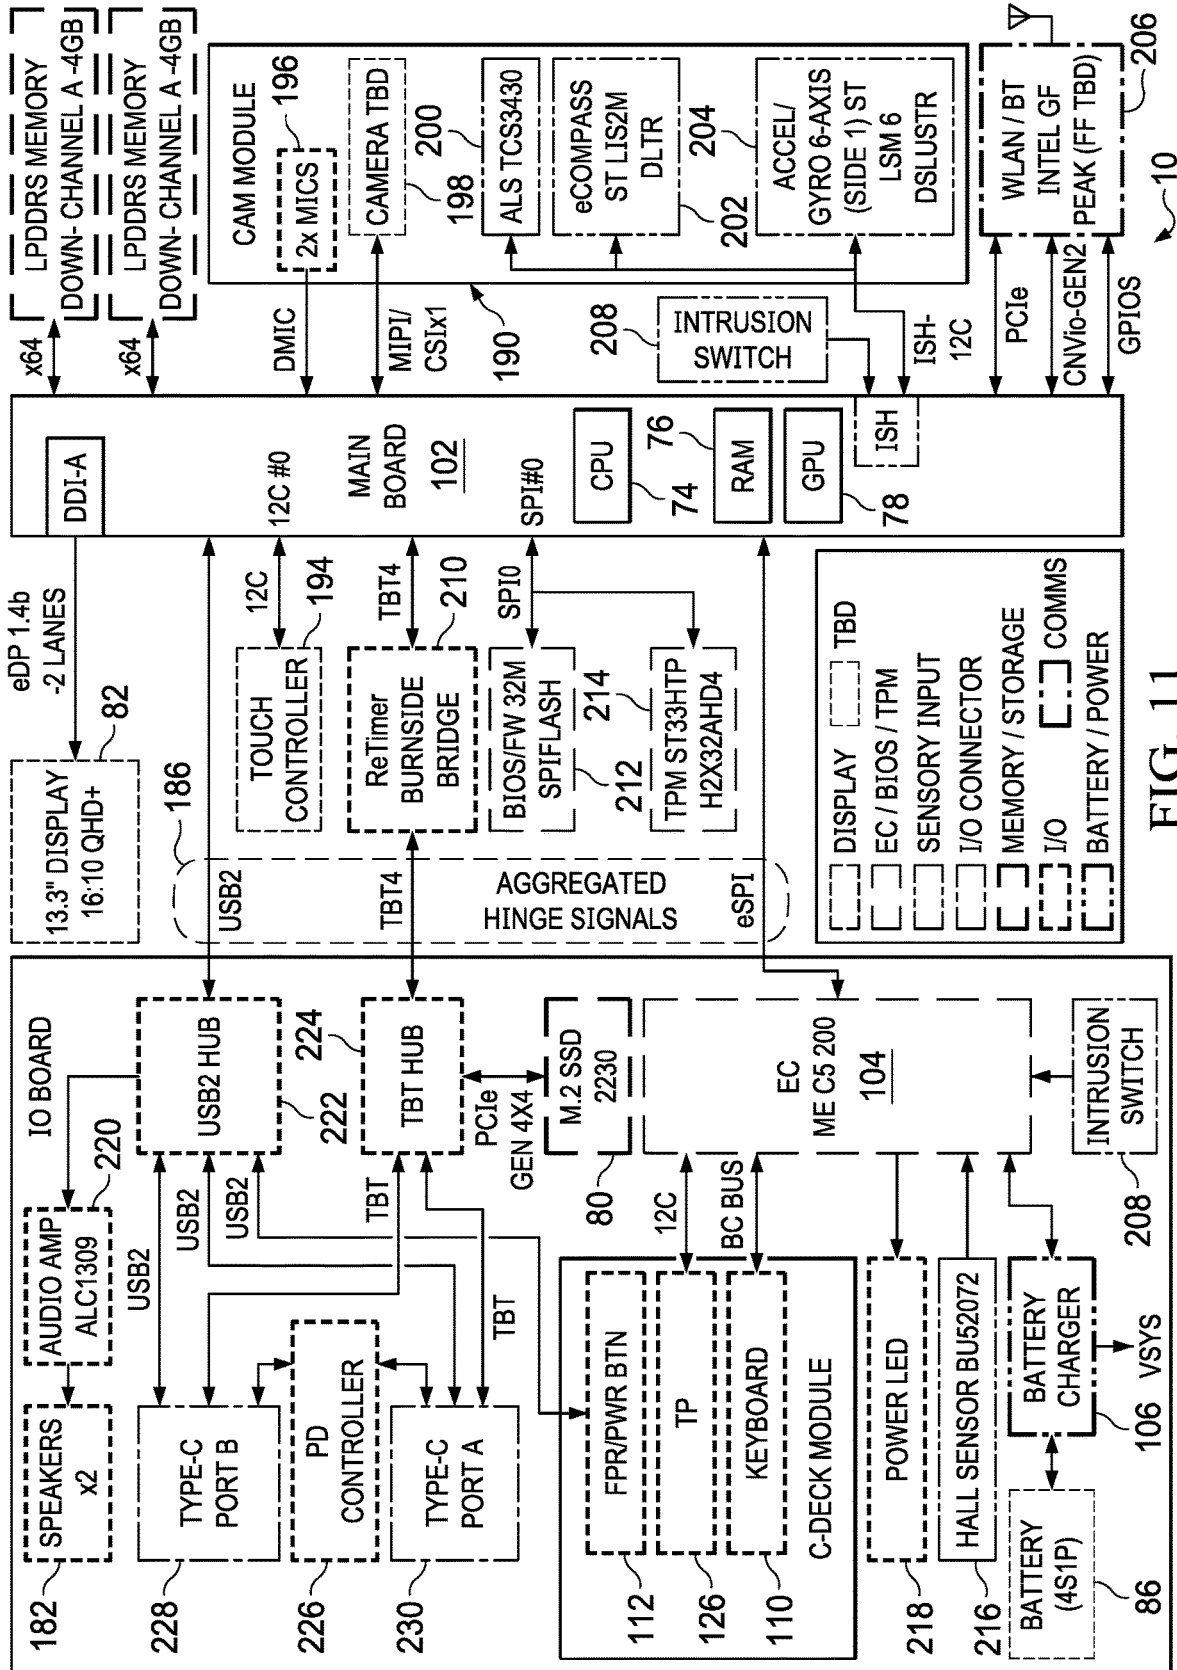 IO BOARD
SPEAKERS
x2
182
AUDIO AMP
ALC1309
220
USB2 HUB
222
USB2
USB2
USB2
TYPE-C
PORT B
228
PD
CONTROLLER
226
TYPE-C
PORT A
230
TBT
TBT
TBT HUB
224
PCIe
GEN 4X4
M.2 SSD
2230
80
FPR/PWR BTN
112
TP
126
KEYBOARD
110
C-DECK MODULE
12C
BC BUS
EC
ME C5 200
104
POWER LED
218
HALL SENSOR BU52072
216
BATTERY
(4S1P)
86
BATTERY
CHARGER
106
VSYS
INTRUSION
SWITCH
208
13.3" DISPLAY
16:10 QHD+
82
eDP 1.4b
-2 LANES
186
USB2
TBT4
AGGREGATED
HINGE SIGNALS
eSPI
TOUCH
CONTROLLER
194
12C
ReTimer
BURNSIDE
BRIDGE
210
TBT4
BIOS/FW 32M
SPIFLASH
212
SPI0
TPM ST33HTP
H2X32AHD4
214
DISPLAY
TBD
EC / BIOS / TPM
SENSORY INPUT
I/O CONNECTOR
MEMORY / STORAGE
I/O
COMMS
BATTERY / POWER
DDI-A
12C #0
MAIN
BOARD
102
SPI#0
CPU
74
RAM
76
GPU
78
ISH
x64
LPDDRS MEMORY
DOWN- CHANNEL A -4GB
x64
LPDDRS MEMORY
DOWN- CHANNEL A -4GB
CAM MODULE
190
DMIC
2x MICS
196
MIPI/
CSIx1
CAMERA TBD
198
ALS TCS3430
200
eCOMPASS
ST LIS2M
DLTR
202
ACCEL/
GYRO 6-AXIS
(SIDE 1) ST
LSM 6
DSLUSTR
204
INTRUSION
SWITCH
208
ISH-
12C
PCIe
CNVio-GEN2
GPIOS
WLAN / BT
INTEL GF
PEAK (FF TBD)
206
10
FIG. 11